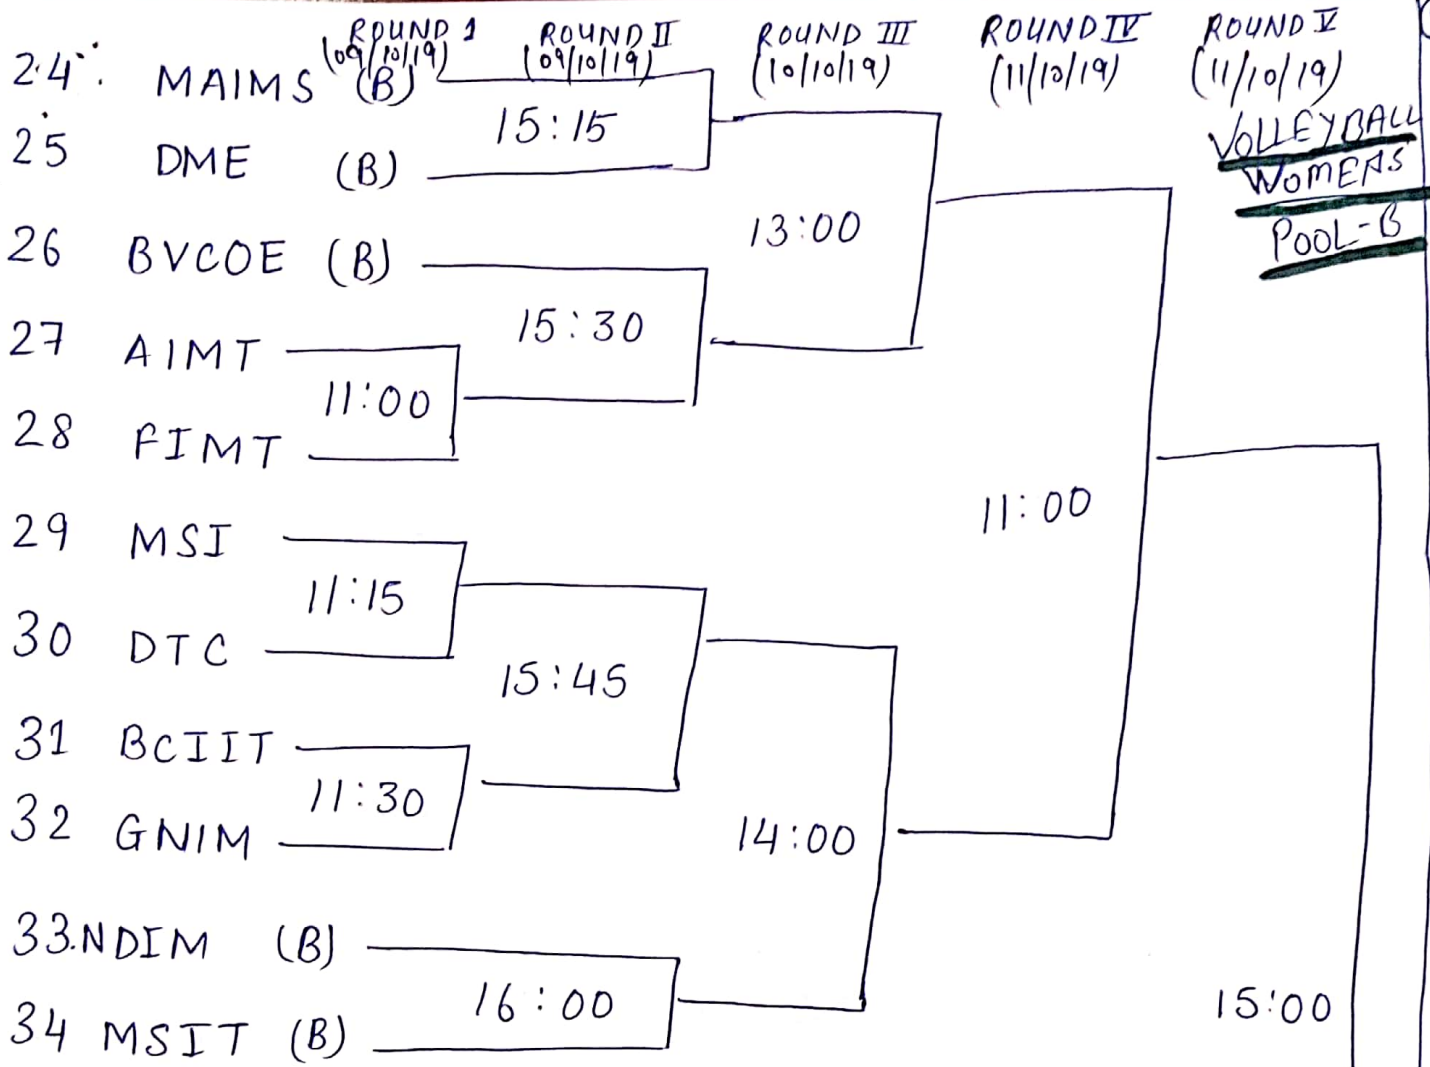 ROUND 1 ROUND II ROUND III ROUND IV ROUND V
(09/10/19) (09/10/19) (10/10/19) (11/10/19) (11/10/19)
24. MAIMS (B)
15:15
VOLLEYBALL
25 DME (B)
WOMENS
POOL-B
26 BVCOE (B)
13:00
27 AIMT
15:30
11:00
28 FIMT
11:00
29 MSI
11:15
30 DTC
15:45
31 BCIIT
11:30
32 GNIM
14:00
33. NDIM (B)
16:00
15:00
34 MSIT (B)